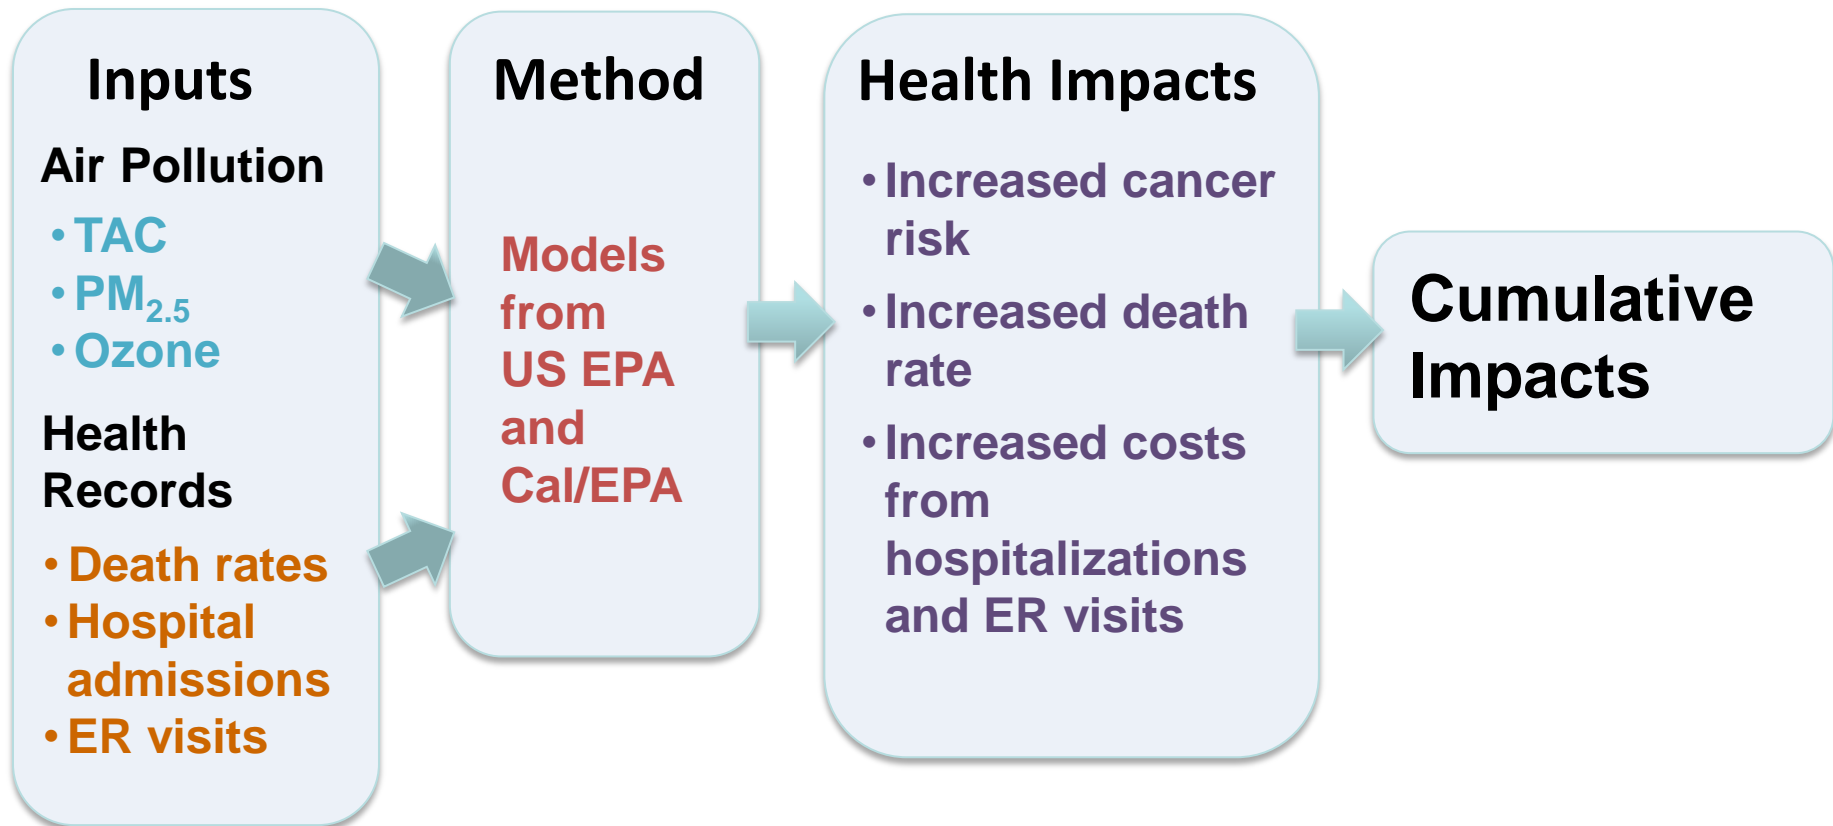 Inputs
Air Pollution
• TAC
• PM2.5
• Ozone
Health
Records
• Death rates
• Hospital
admissions
• ER visits
Method
Models
from
US EPA
and
Cal/EPA
Health Impacts
• Increased cancer
risk
• Increased death
rate
• Increased costs
from
hospitalizations
and ER visits
Cumulative
Impacts